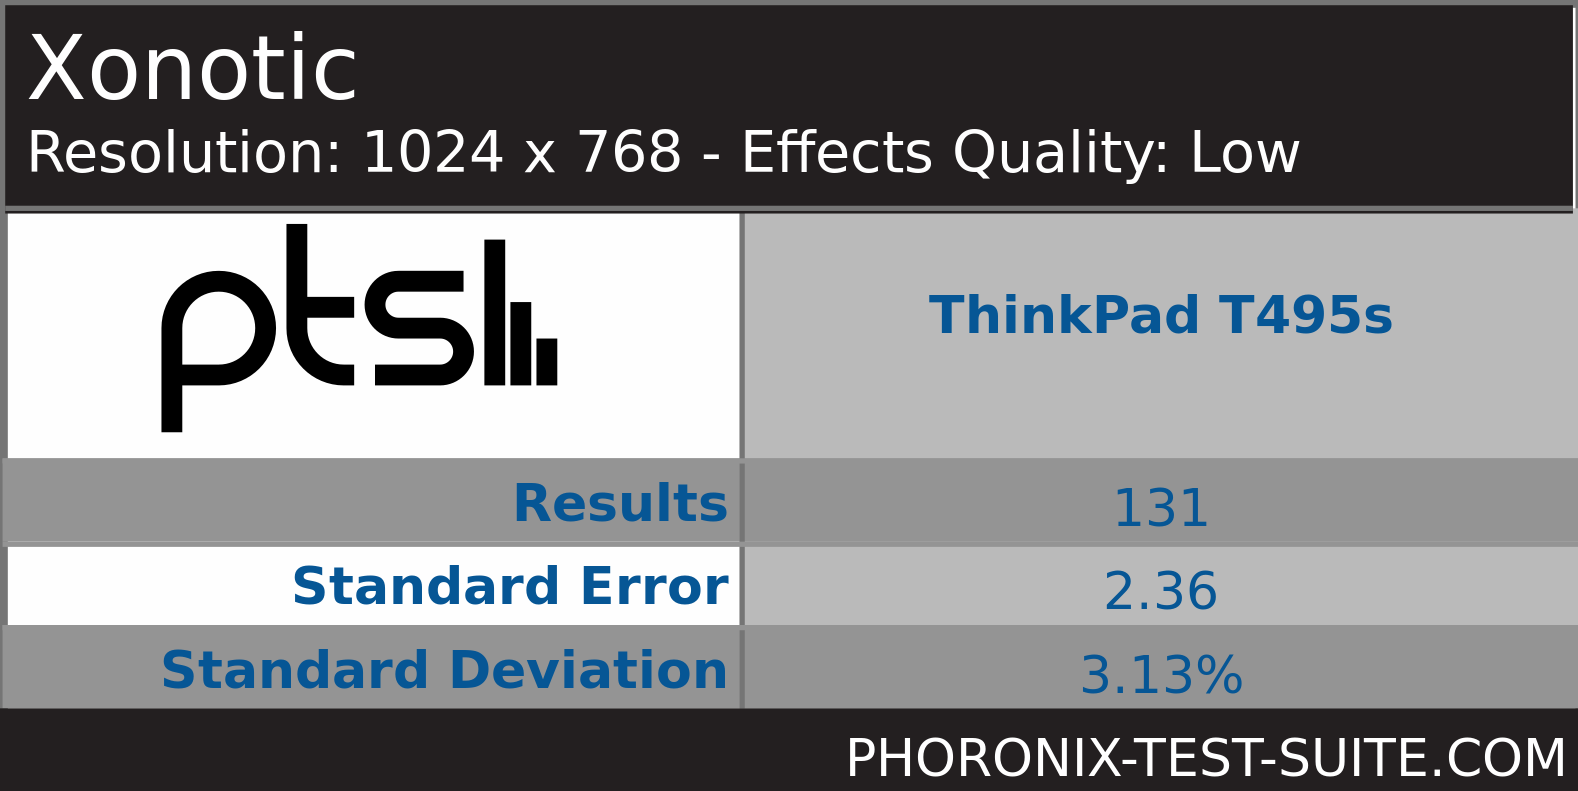 Xonotic
Resolution: 1024 x 768 - Effects Quality: Low
pts
ThinkPad T495s
Results 131
Standard Error 2.36
Standard Deviation 3.13%
PHORONIX-TEST-SUITE.COM